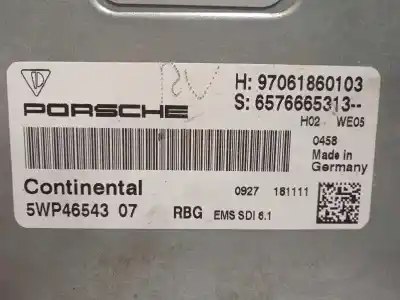 PORSCHE
H: 97061860103
S: 6576665313--
H02 WE05
0458
Made in
Germany
Continental
0927 181111
5WP46543 07 RBG EMS SDI 6.1